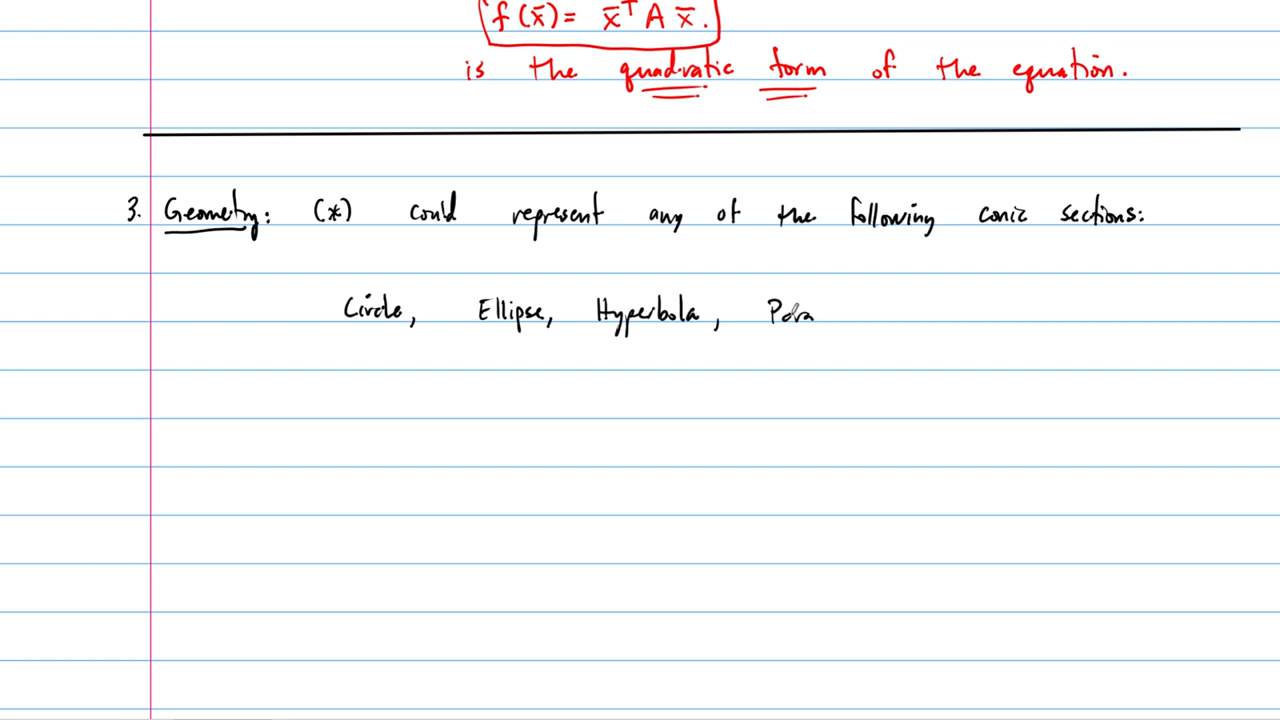 f(x̄) = x̄ᵀ A x̄.
is the quadratic form of the equation.
3. Geometry: (*) could represent any of the following conic sections:
Circle, Ellipse, Hyperbola, Para